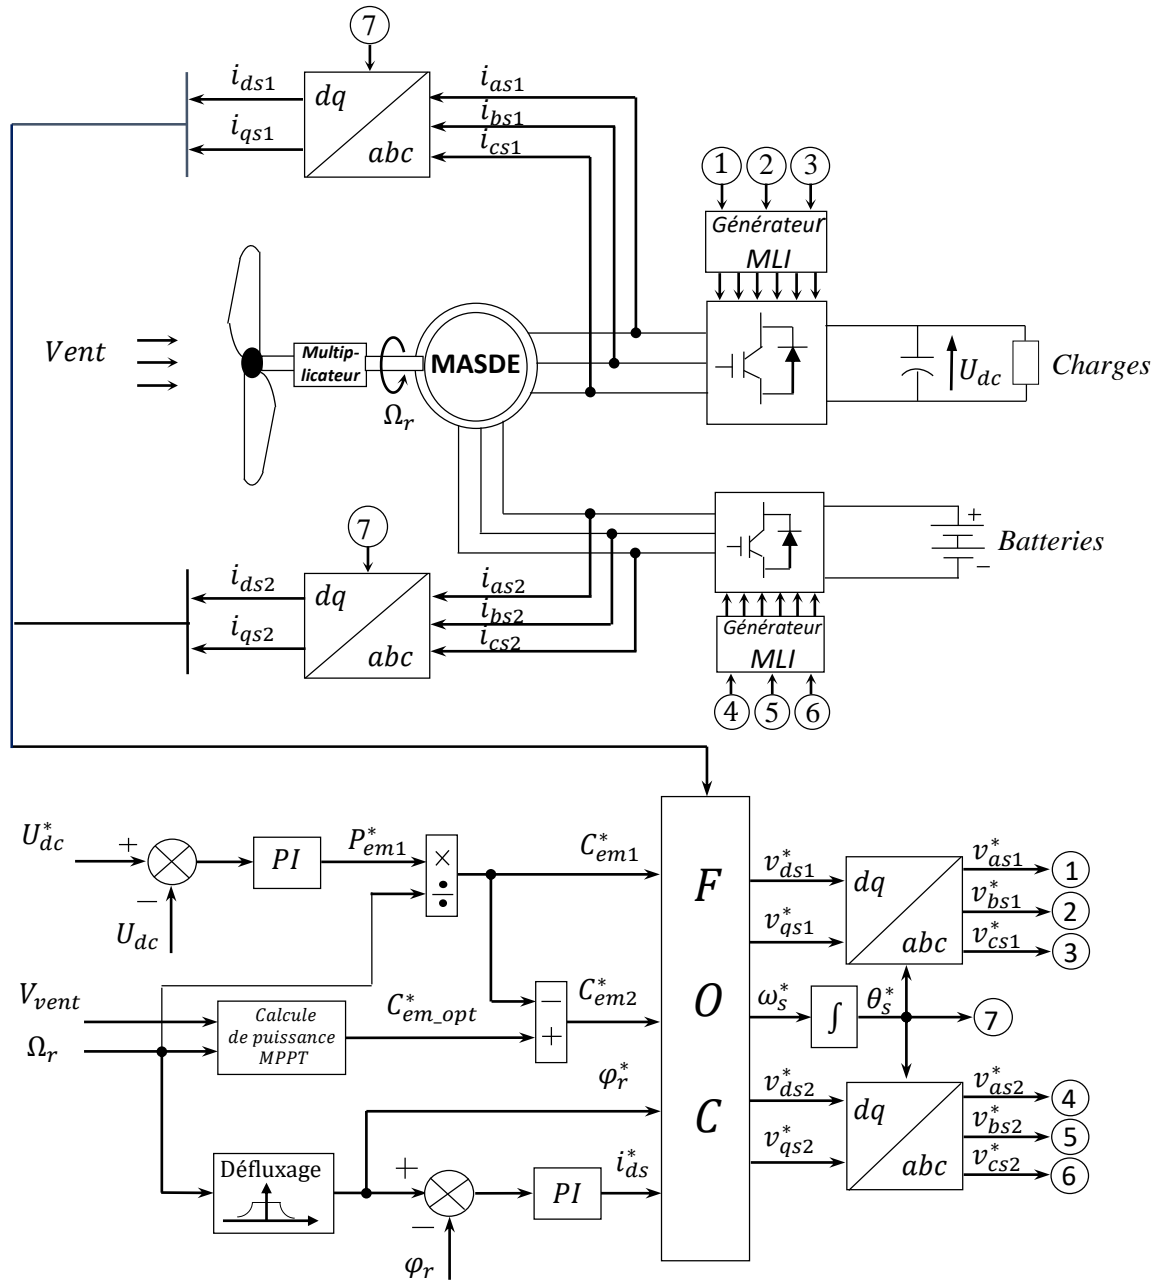 7
i_ds1 dq i_as1
i_bs1
i_qs1 abc i_cs1
1 2 3
Générateur
MLI
Vent
Multip-
licateur
MASDE
Ω_r
U_dc
Charges
7
i_ds2 dq i_as2
i_bs2
i_qs2 abc i_cs2
+
Batteries
−
Générateur
MLI
4 5 6
U*_dc + PI P*_em1 × C*_em1
− ÷
U_dc
V_vent
Ω_r
Calcule
de puissance
MPPT
C*_em_opt − C*_em2
+
φ*_r
Défluxage + PI i*_ds
−
φ_r
F
O
C
v*_ds1 dq v*_as1 1
v*_bs1 2
v*_qs1 abc v*_cs1 3
ω*_s ∫ θ*_s 7
v*_ds2 dq v*_as2 4
v*_bs2 5
v*_qs2 abc v*_cs2 6